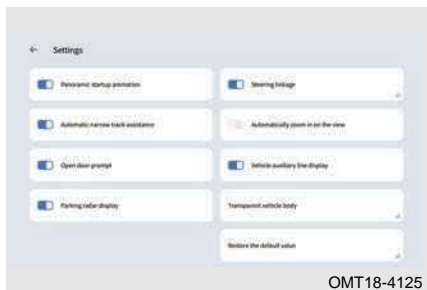 ← Settings
Panoramic startup animation
Steering linkage
Automatic narrow track assistance
Automatically zoom in on the view
Open door prompt
Vehicle auxiliary line display
Parking radar display
Transparent vehicle body
Restore the default value
OMT18-4125